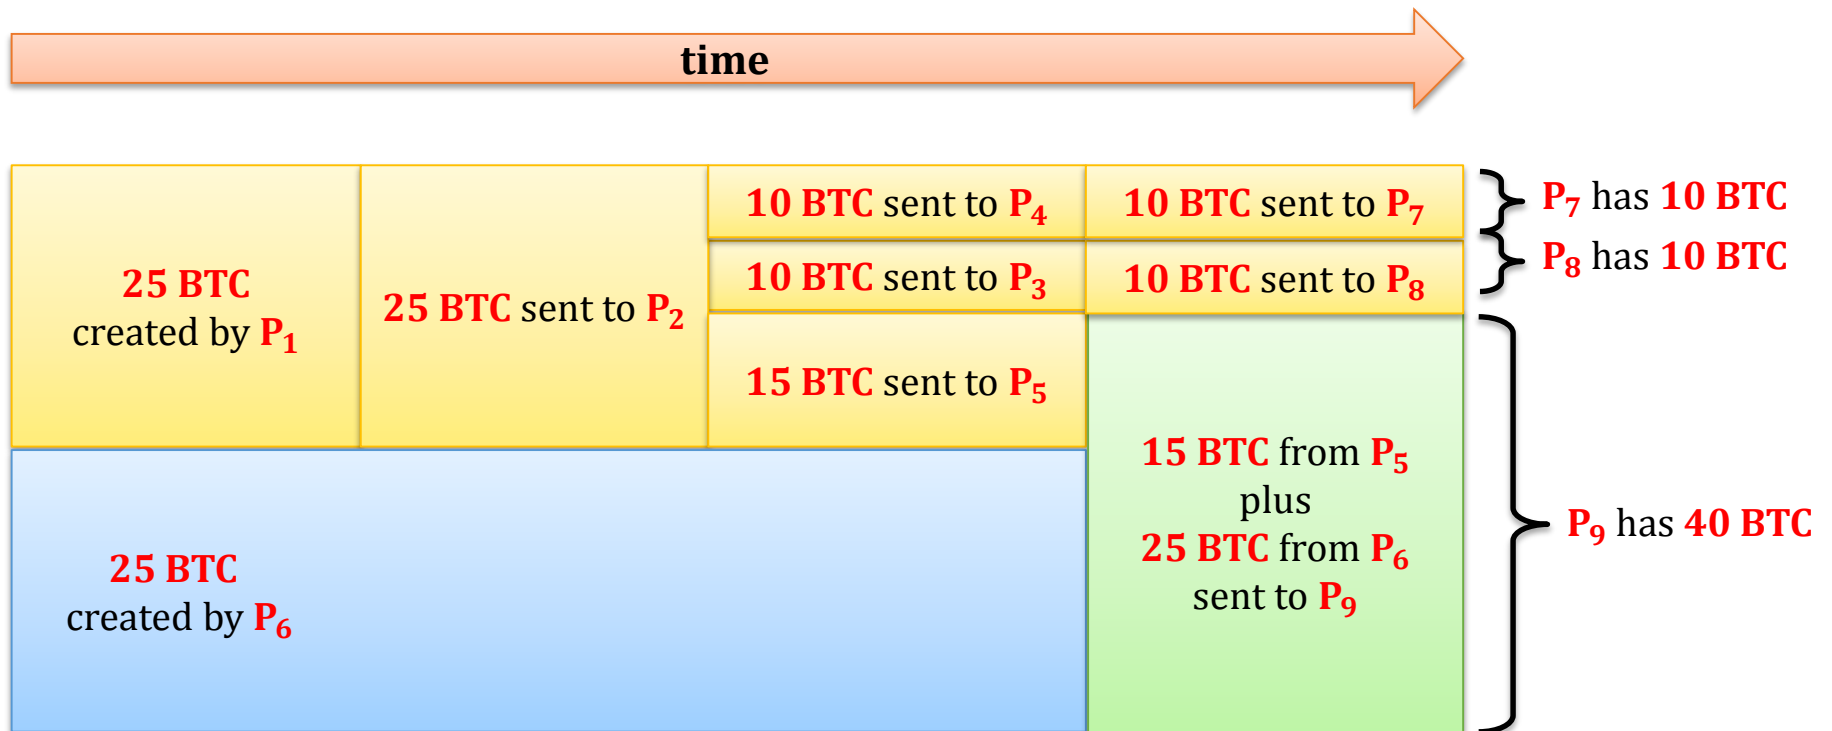 time
25 BTC
created by P₁
25 BTC sent to P₂
10 BTC sent to P₄
10 BTC sent to P₇
10 BTC sent to P₃
10 BTC sent to P₈
15 BTC sent to P₅
P₇ has 10 BTC
P₈ has 10 BTC
25 BTC
created by P₆
15 BTC from P₅
plus
25 BTC from P₆
sent to P₉
P₉ has 40 BTC